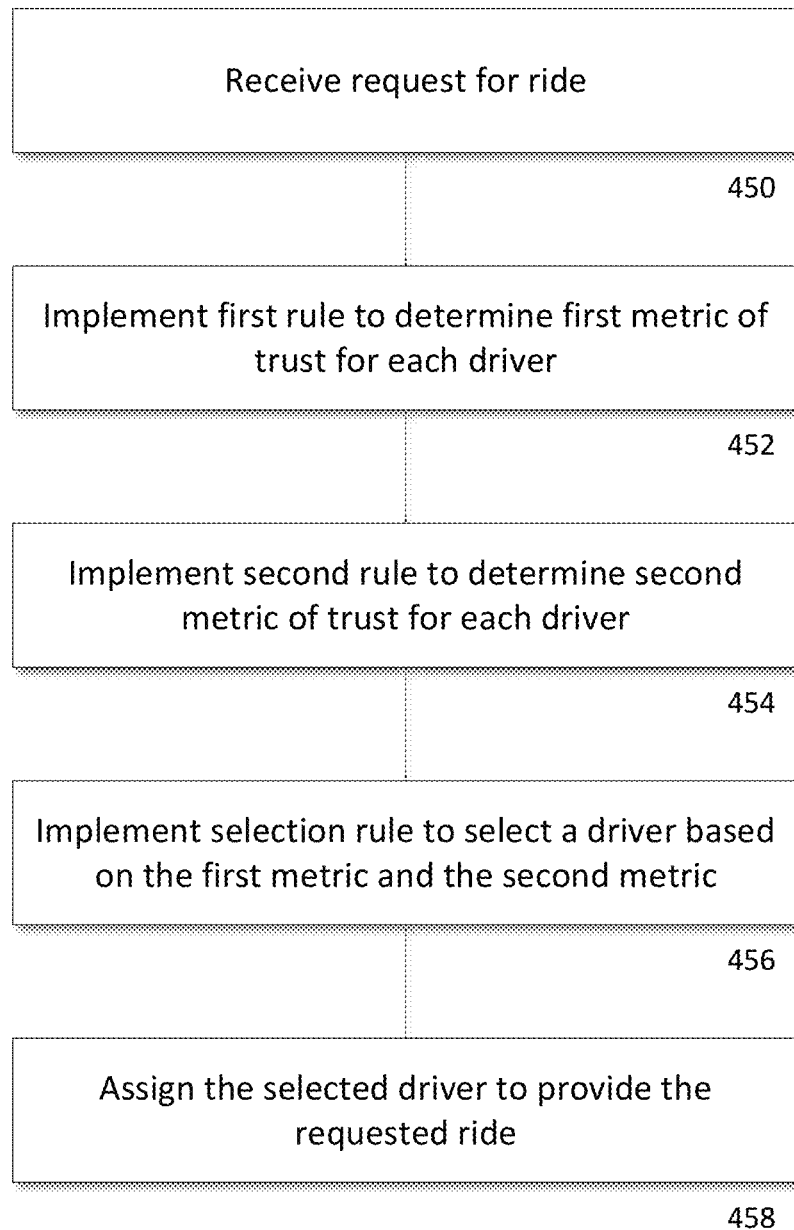 Receive request for ride
450
Implement first rule to determine first metric of
trust for each driver
452
Implement second rule to determine second
metric of trust for each driver
454
Implement selection rule to select a driver based
on the first metric and the second metric
456
Assign the selected driver to provide the
requested ride
458